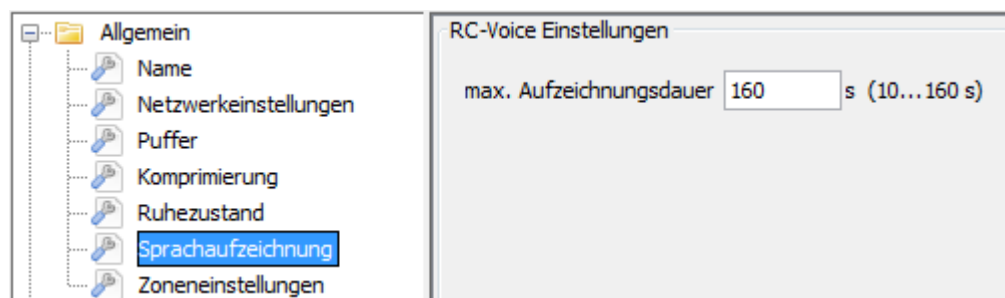 Allgemein
Name
Netzwerkeinstellungen
Puffer
Komprimierung
Ruhezustand
Sprachaufzeichnung
Zoneneinstellungen
RC-Voice Einstellungen
max. Aufzeichnungsdauer 160 s (10...160 s)